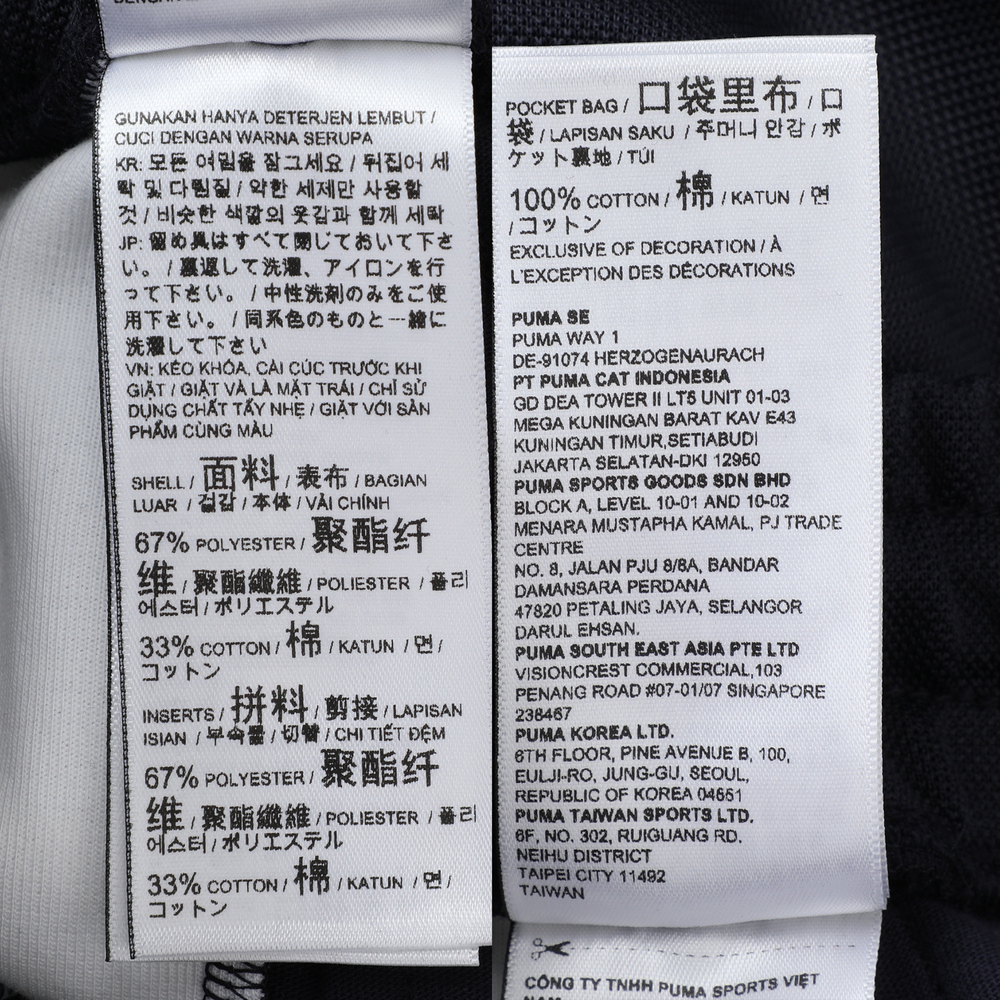 GUNAKAN HANYA DETERJEN LEMBUT /
CUCI DENGAN WARNA SERUPA
KR: 모든 여밈을 잠그세요 / 뒤집어 세
탁 및 다림질 / 약한 세제만 사용할
것 / 비슷한 색깔의 옷감과 함께 세탁
JP: 留め具はすべて閉じておいて下さ
い。 / 裏返して洗濯、アイロンを行
って下さい。 / 中性洗剤のみをご使
用下さい。 / 同系色のものと一緒に
洗濯して下さい
VN: KÉO KHÓA, CÀI CÚC TRƯỚC KHI
GIẶT / GIẶT VÀ LÀ MẶT TRÁI / CHỈ SỬ
DỤNG CHẤT TẨY NHẸ / GIẶT VỚI SẢN
PHẨM CÙNG MÀU
SHELL / 面料 / 表布 / BAGIAN
LUAR / 겉감 / 本体 / VẢI CHÍNH
67% POLYESTER / 聚酯纤
维 / 聚酯纖維 / POLIESTER / 폴리
에스터 / ポリエステル
33% COTTON / 棉 / KATUN / 면 /
コットン
INSERTS / 拼料 / 剪接 / LAPISAN
ISIAN / 부속물 / 切替 / CHI TIẾT ĐỆM
67% POLYESTER / 聚酯纤
维 / 聚酯纖維 / POLIESTER / 폴리
에스터 / ポリエステル
33% COTTON / 棉 / KATUN / 면 /
コットン
POCKET BAG / 口袋里布 / 口
袋 / LAPISAN SAKU / 주머니 안감 / ポ
ケット裏地 / TÚI
100% COTTON / 棉 / KATUN / 면
/ コットン
EXCLUSIVE OF DECORATION / À
L'EXCEPTION DES DÉCORATIONS
PUMA SE
PUMA WAY 1
DE-91074 HERZOGENAURACH
PT PUMA CAT INDONESIA
GD DEA TOWER II LT5 UNIT 01-03
MEGA KUNINGAN BARAT KAV E43
KUNINGAN TIMUR,SETIABUDI
JAKARTA SELATAN-DKI 12950
PUMA SPORTS GOODS SDN BHD
BLOCK A, LEVEL 10-01 AND 10-02
MENARA MUSTAPHA KAMAL, PJ TRADE
CENTRE
NO. 8, JALAN PJU 8/8A, BANDAR
DAMANSARA PERDANA
47820 PETALING JAYA, SELANGOR
DARUL EHSAN.
PUMA SOUTH EAST ASIA PTE LTD
VISIONCREST COMMERCIAL,103
PENANG ROAD #07-01/07 SINGAPORE
238467
PUMA KOREA LTD.
6TH FLOOR, PINE AVENUE B, 100,
EULJI-RO, JUNG-GU, SEOUL,
REPUBLIC OF KOREA 04551
PUMA TAIWAN SPORTS LTD.
6F, NO. 302, RUIGUANG RD.
NEIHU DISTRICT
TAIPEI CITY 11492
TAIWAN
CÔNG TY TNHH PUMA SPORTS VIỆT
NAM